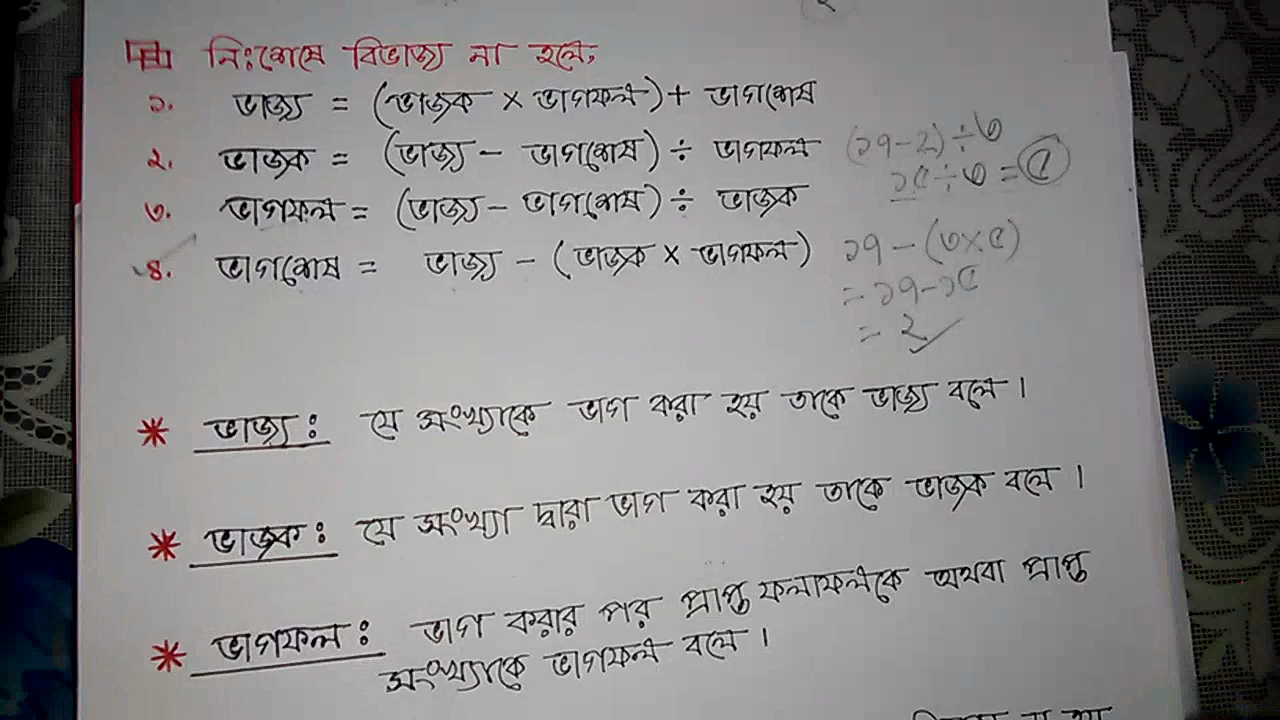 নিঃশেষে বিভাজ্য না হলে,
১. ভাজ্য = (ভাজক × ভাগফল) + ভাগশেষ
২. ভাজক = (ভাজ্য - ভাগশেষ) ÷ ভাগফল
(১৭-২) ÷ ৩
১৫ ÷ ৩ = ৫
৩. ভাগফল = (ভাজ্য - ভাগশেষ) ÷ ভাজক
৪. ভাগশেষ = ভাজ্য - (ভাজক × ভাগফল)
১৭ - (৩×৫)
= ১৭-১৫
= ২
* ভাজ্য : যে সংখ্যাকে ভাগ করা হয় তাকে ভাজ্য বলে।
* ভাজক : যে সংখ্যা দ্বারা ভাগ করা হয় তাকে ভাজক বলে।
* ভাগফল : ভাগ করার পর প্রাপ্ত ফলাফলকে অথবা প্রাপ্ত
সংখ্যাকে ভাগফল বলে।